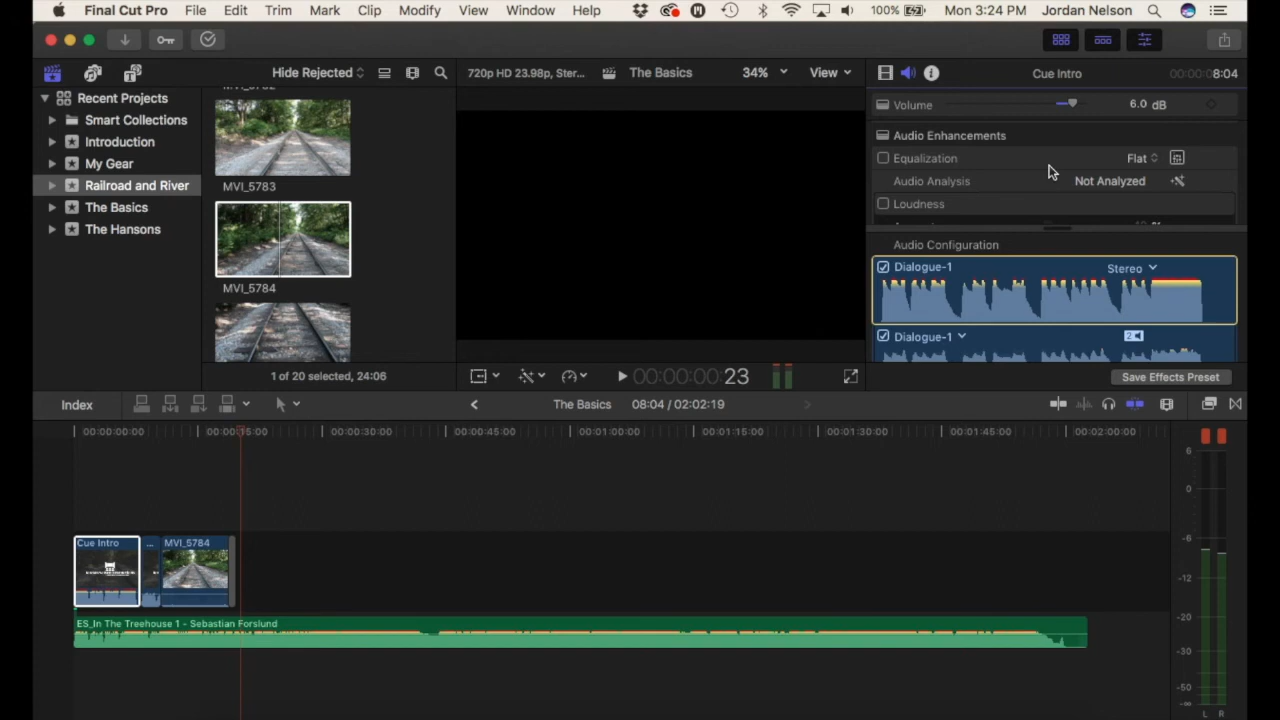 Final Cut Pro File Edit Trim Mark Clip Modify View Window Help 100% Mon 3:24 PM Jordan Nelson
Hide Rejected 720p HD 23.98p, Ster... The Basics 34% View Cue Intro 00:00:00:08:04
Recent Projects
Smart Collections
Introduction
My Gear
Railroad and River
The Basics
The Hansons
MVI_5783
MVI_5784
1 of 20 selected, 24:06
00:00:00:00:23
Volume 6.0 dB
Audio Enhancements
Equalization Flat
Audio Analysis Not Analyzed
Loudness
Audio Configuration
Dialogue-1 Stereo
Dialogue-1 2
Save Effects Preset
Index The Basics 08:04 / 02:02:19
00:00:00:00 00:00:15:00 00:00:30:00 00:00:45:00 00:01:00:00 00:01:15:00 00:01:30:00 00:01:45:00 00:02:00:00
6
0
-6
-12
-20
-30
-50
-∞
L R
Cue Intro ... MVI_5784
ES_In The Treehouse 1 - Sebastian Forslund